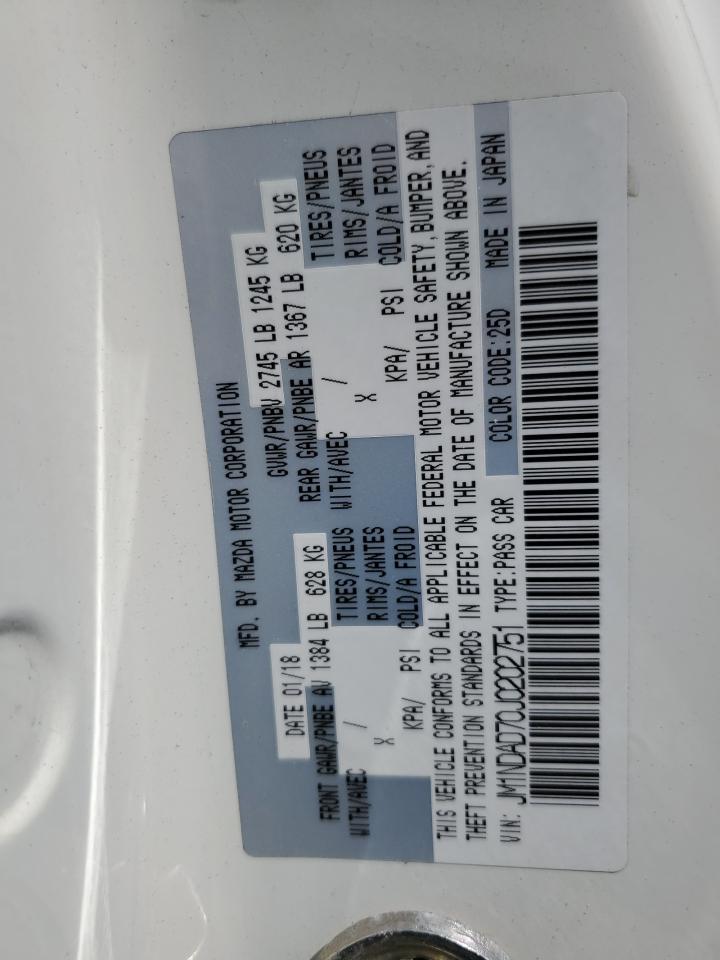 MFD. BY MAZDA MOTOR CORPORATION
DATE 01/18 GVWR/PNBV 2745 LB 1245 KG
FRONT GAWR/PNBE AV 1384 LB 628 KG REAR GAWR/PNBE AR 1367 LB 620 KG
WITH/AVEC / TIRES/PNEUS WITH/AVEC / TIRES/PNEUS
X RIMS/JANTES X RIMS/JANTES
KPA/ PSI COLD/A FROID KPA/ PSI COLD/A FROID
THIS VEHICLE CONFORMS TO ALL APPLICABLE FEDERAL MOTOR VEHICLE SAFETY, BUMPER, AND
THEFT PREVENTION STANDARDS IN EFFECT ON THE DATE OF MANUFACTURE SHOWN ABOVE.
VIN: JM1NDAD70J0202751 TYPE:PASS CAR COLOR CODE:25D MADE IN JAPAN